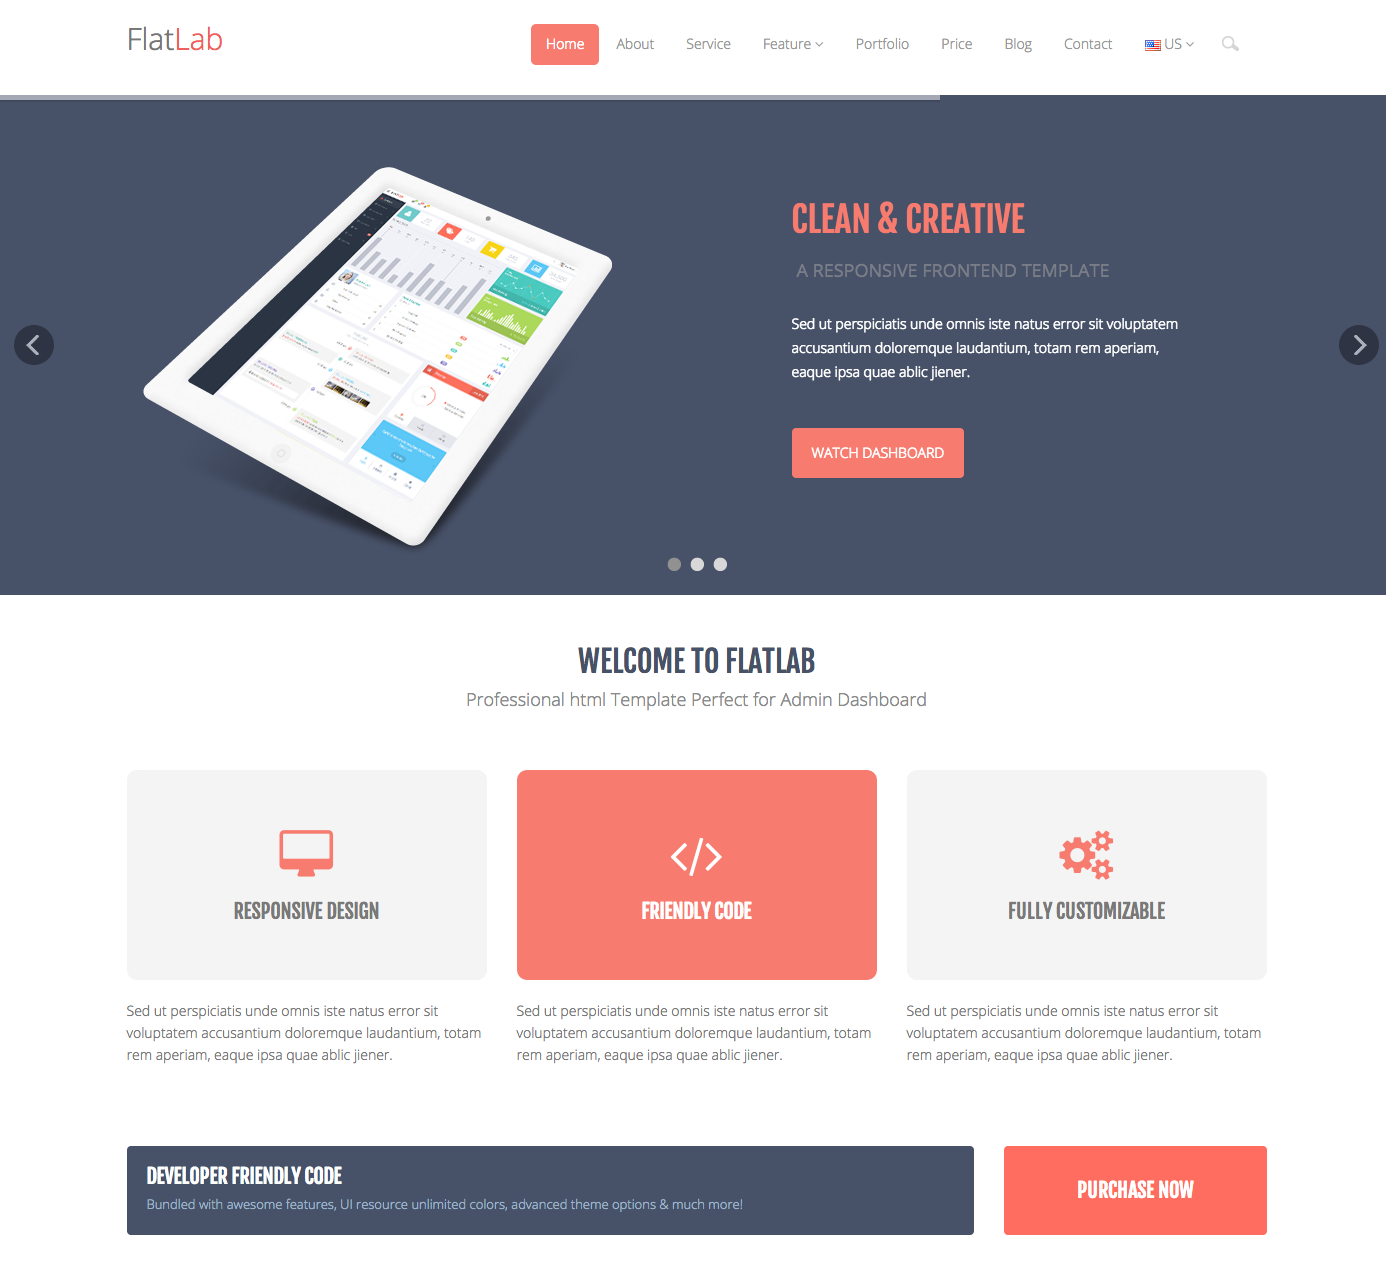 FlatLab
Home About Service Feature Portfolio Price Blog Contact US
CLEAN & CREATIVE
A RESPONSIVE FRONTEND TEMPLATE
Sed ut perspiciatis unde omnis iste natus error sit voluptatem
accusantium doloremque laudantium, totam rem aperiam,
eaque ipsa quae ablic jiener.
WATCH DASHBOARD
WELCOME TO FLATLAB
Professional html Template Perfect for Admin Dashboard
RESPONSIVE DESIGN
Sed ut perspiciatis unde omnis iste natus error sit
voluptatem accusantium doloremque laudantium, totam
rem aperiam, eaque ipsa quae ablic jiener.
FRIENDLY CODE
Sed ut perspiciatis unde omnis iste natus error sit
voluptatem accusantium doloremque laudantium, totam
rem aperiam, eaque ipsa quae ablic jiener.
FULLY CUSTOMIZABLE
Sed ut perspiciatis unde omnis iste natus error sit
voluptatem accusantium doloremque laudantium, totam
rem aperiam, eaque ipsa quae ablic jiener.
DEVELOPER FRIENDLY CODE
Bundled with awesome features, UI resource unlimited colors, advanced theme options & much more!
PURCHASE NOW